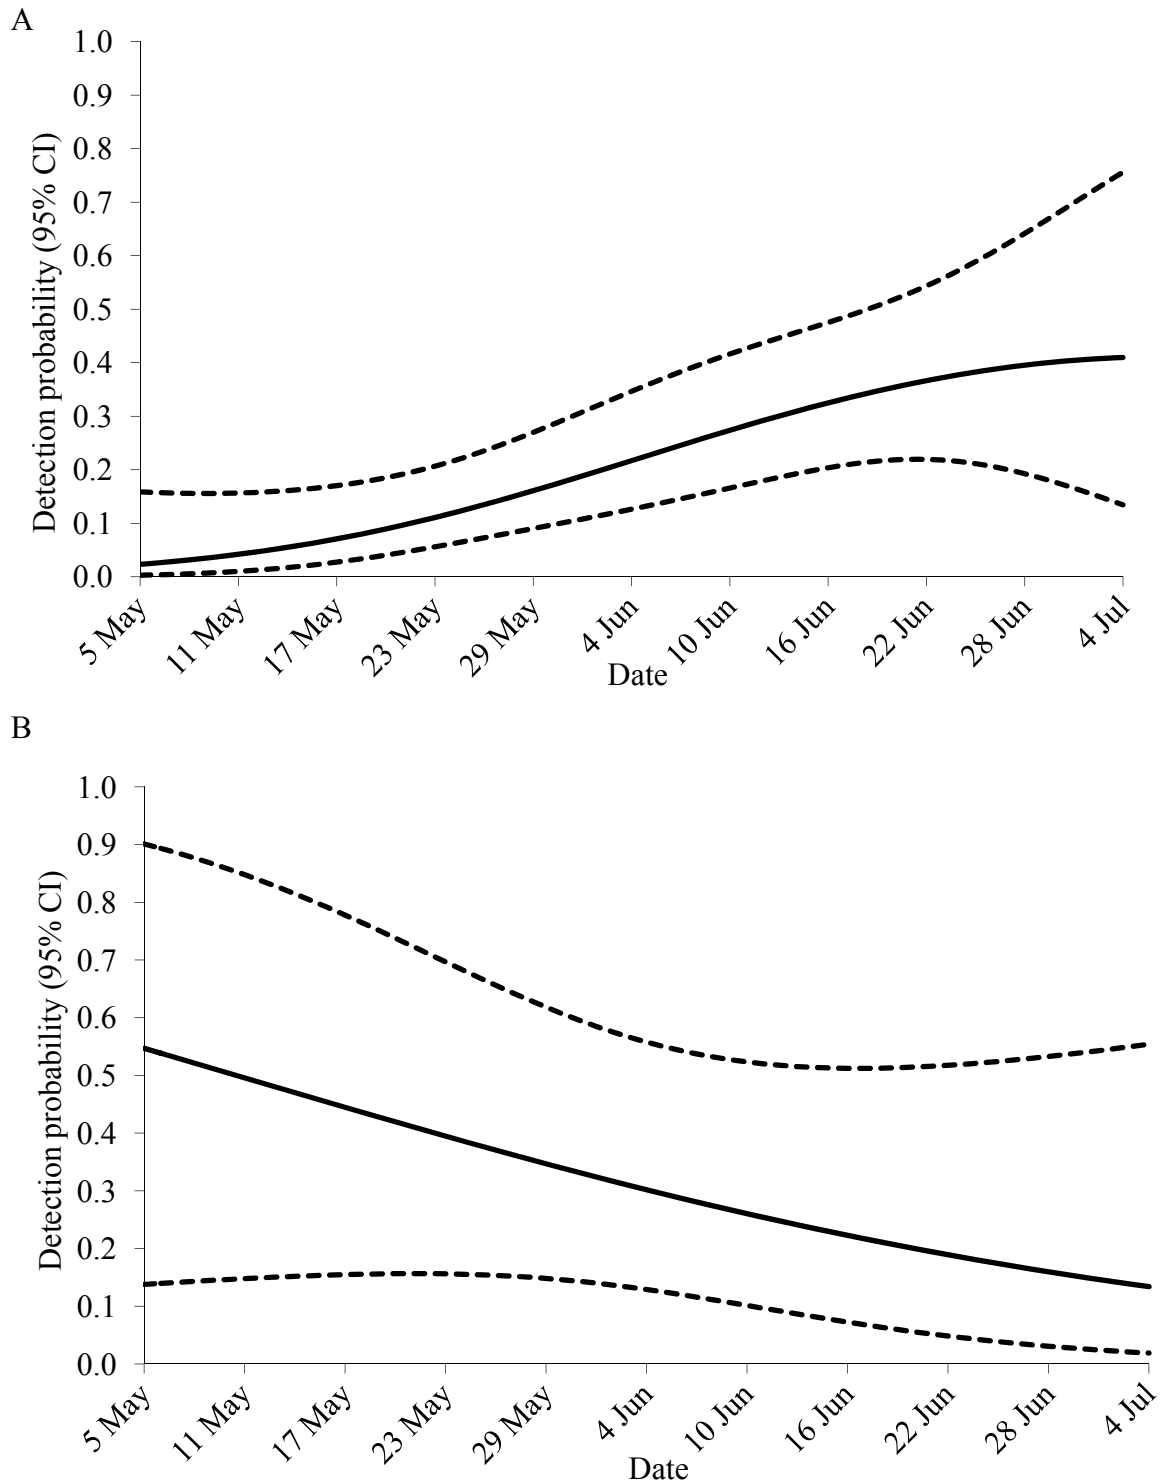 A
Detection probability (95% CI)
1.0
0.9
0.8
0.7
0.6
0.5
0.4
0.3
0.2
0.1
0.0
5 May
11 May
17 May
23 May
29 May
4 Jun
10 Jun
16 Jun
22 Jun
28 Jun
4 Jul
Date
B
Detection probability (95% CI)
1.0
0.9
0.8
0.7
0.6
0.5
0.4
0.3
0.2
0.1
0.0
5 May
11 May
17 May
23 May
29 May
4 Jun
10 Jun
16 Jun
22 Jun
28 Jun
4 Jul
Date